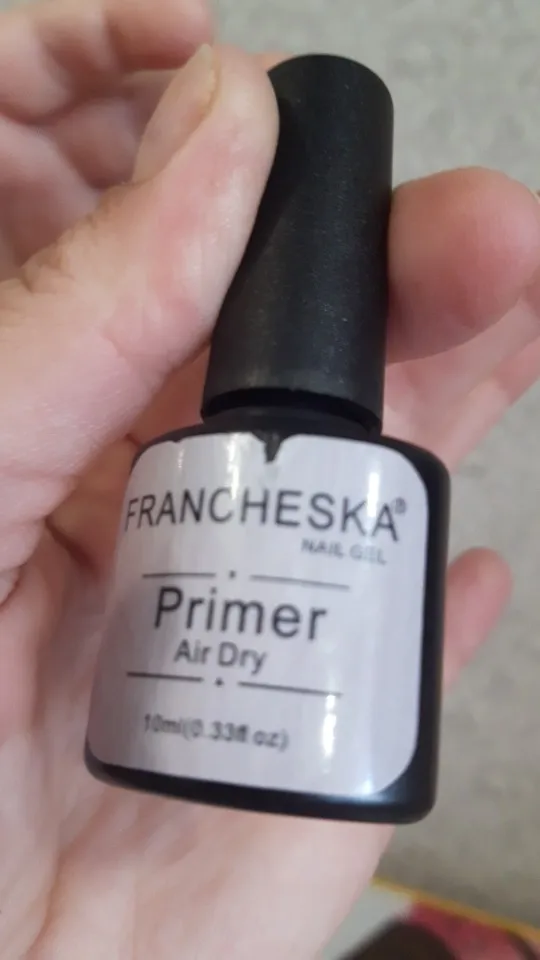 FRANCHESKA®
NAIL GEL
Primer
Air Dry
10ml(0.33fl oz)